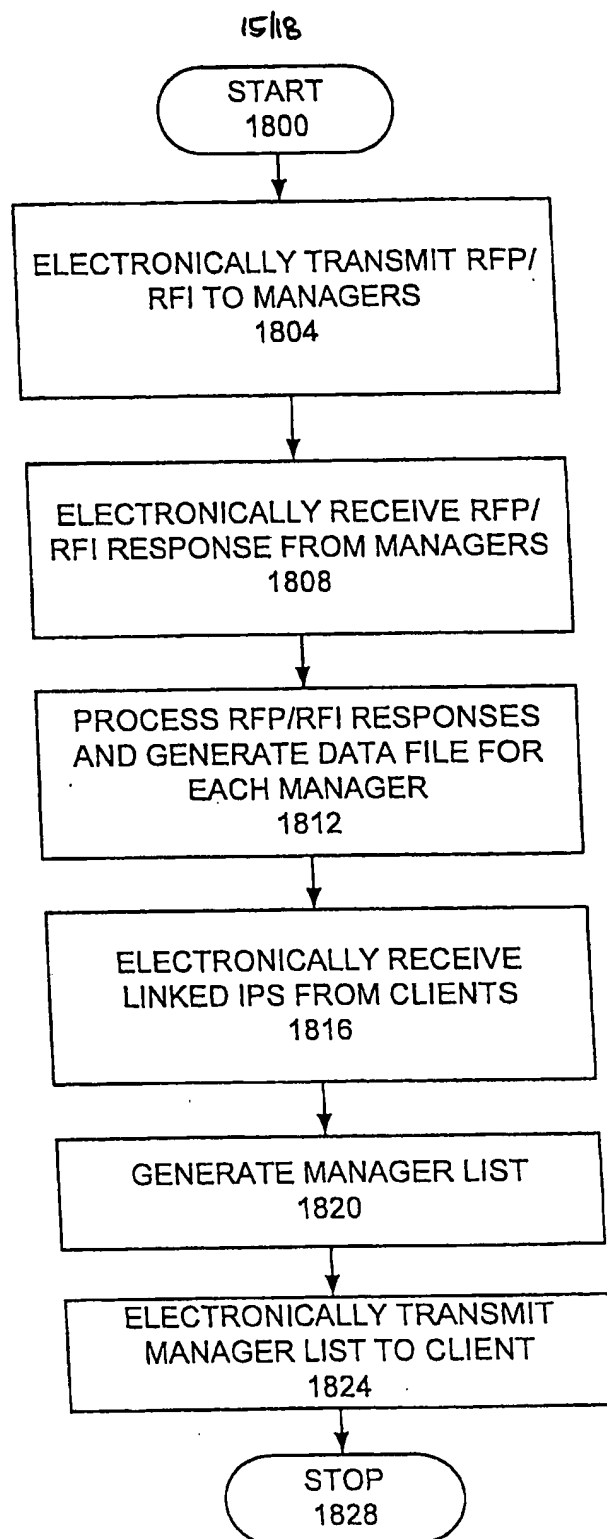 15/18
START
1800
ELECTRONICALLY TRANSMIT RFP/
RFI TO MANAGERS
1804
ELECTRONICALLY RECEIVE RFP/
RFI RESPONSE FROM MANAGERS
1808
PROCESS RFP/RFI RESPONSES
AND GENERATE DATA FILE FOR
EACH MANAGER
1812
ELECTRONICALLY RECEIVE
LINKED IPS FROM CLIENTS
1816
GENERATE MANAGER LIST
1820
ELECTRONICALLY TRANSMIT
MANAGER LIST TO CLIENT
1824
STOP
1828